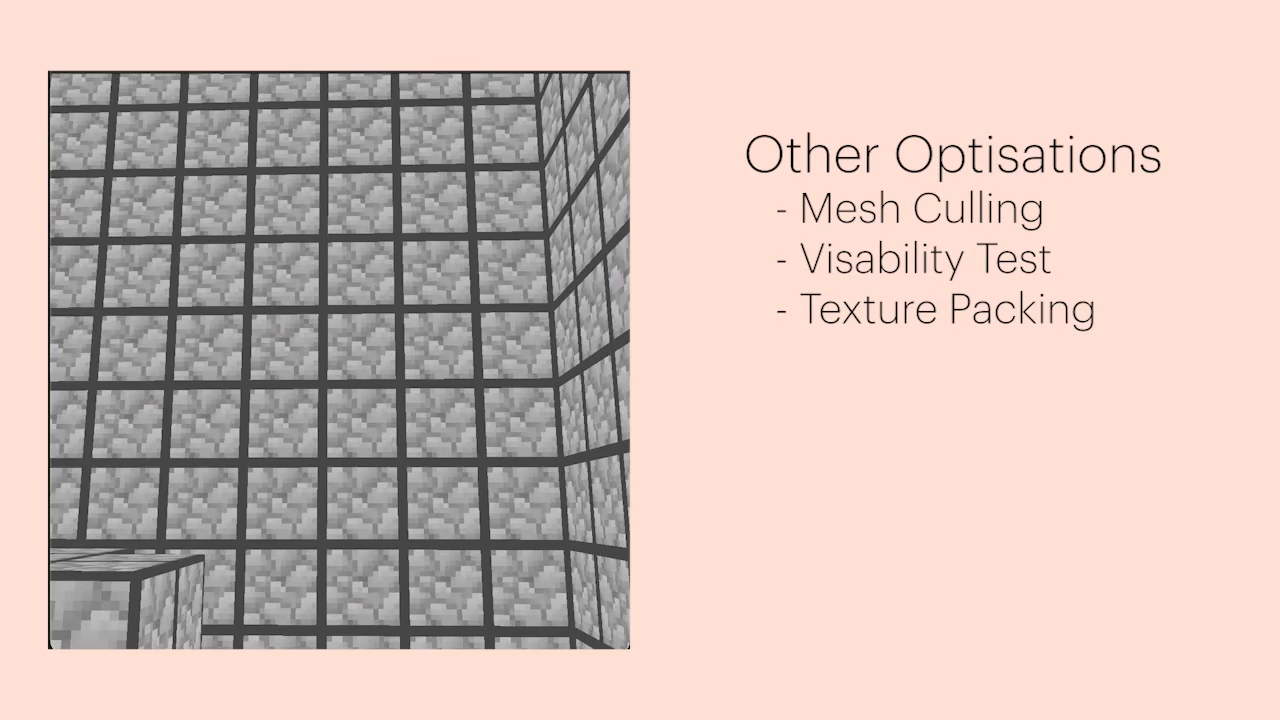 Other Optisations
- Mesh Culling
- Visability Test
- Texture Packing